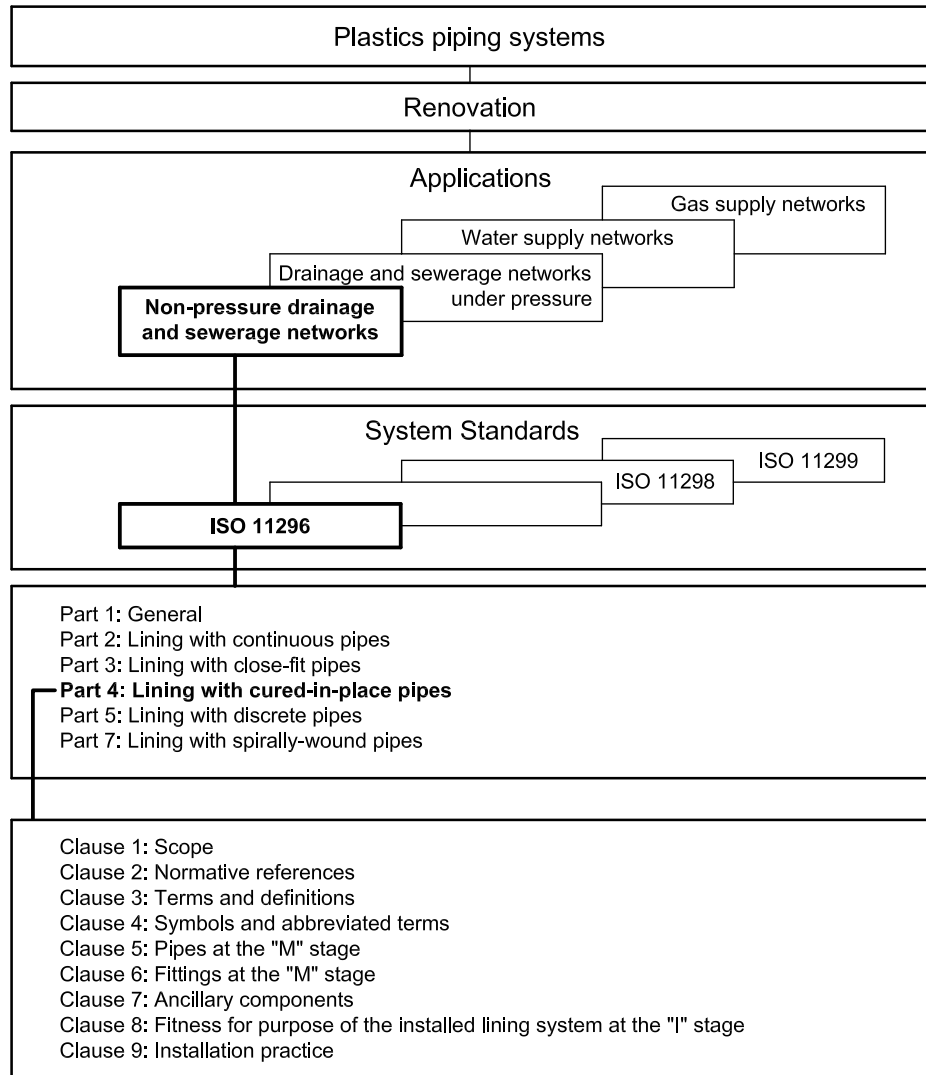 Plastics piping systems
Renovation
Applications
Gas supply networks
Water supply networks
Drainage and sewerage networks
under pressure
Non-pressure drainage
and sewerage networks
System Standards
ISO 11299
ISO 11298
ISO 11296
Part 1: General
Part 2: Lining with continuous pipes
Part 3: Lining with close-fit pipes
Part 4: Lining with cured-in-place pipes
Part 5: Lining with discrete pipes
Part 7: Lining with spirally-wound pipes
Clause 1: Scope
Clause 2: Normative references
Clause 3: Terms and definitions
Clause 4: Symbols and abbreviated terms
Clause 5: Pipes at the "M" stage
Clause 6: Fittings at the "M" stage
Clause 7: Ancillary components
Clause 8: Fitness for purpose of the installed lining system at the "I" stage
Clause 9: Installation practice